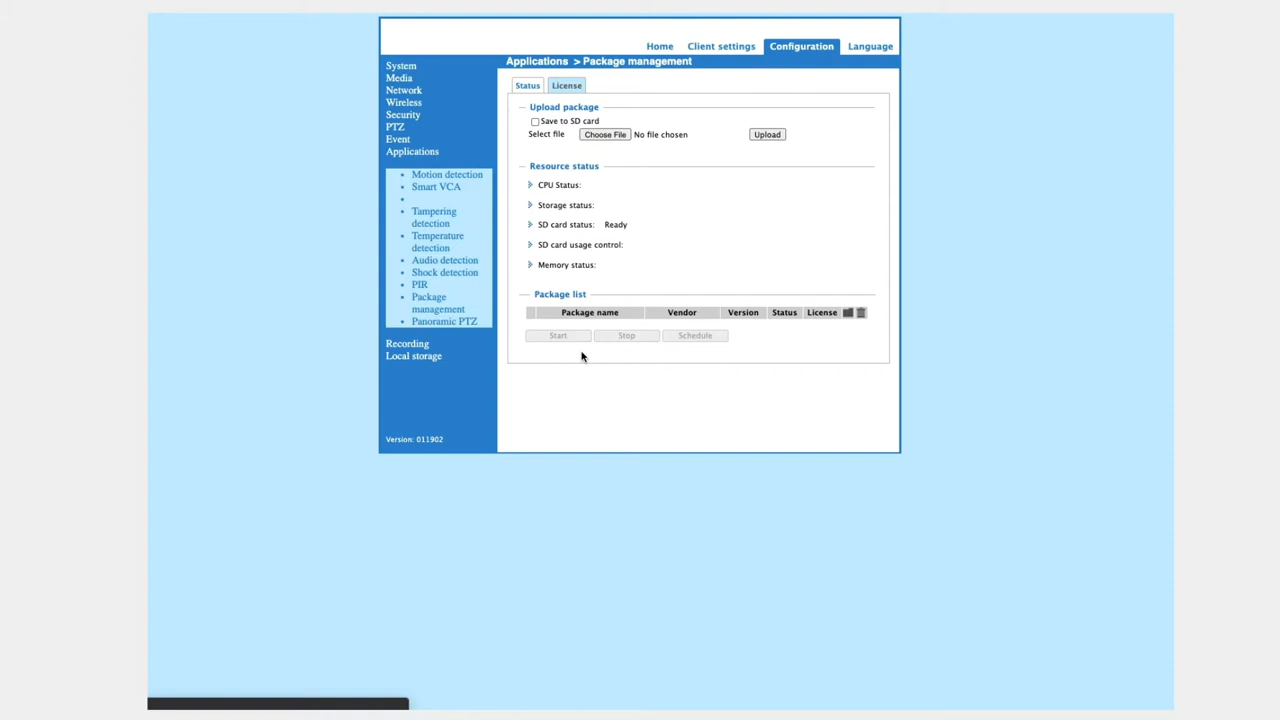 Home Client settings Configuration Language
Applications > Package management
System
Media
Network
Wireless
Security
PTZ
Event
Applications
Motion detection
Smart VCA
Tampering
detection
Temperature
detection
Audio detection
Shock detection
PIR
Package
management
Panoramic PTZ
Recording
Local storage
Version: 011902
Status License
Upload package
Save to SD card
Select file Choose File No file chosen Upload
Resource status
CPU Status:
Storage status:
SD card status: Ready
SD card usage control:
Memory status:
Package list
Package name Vendor Version Status License
Start Stop Schedule